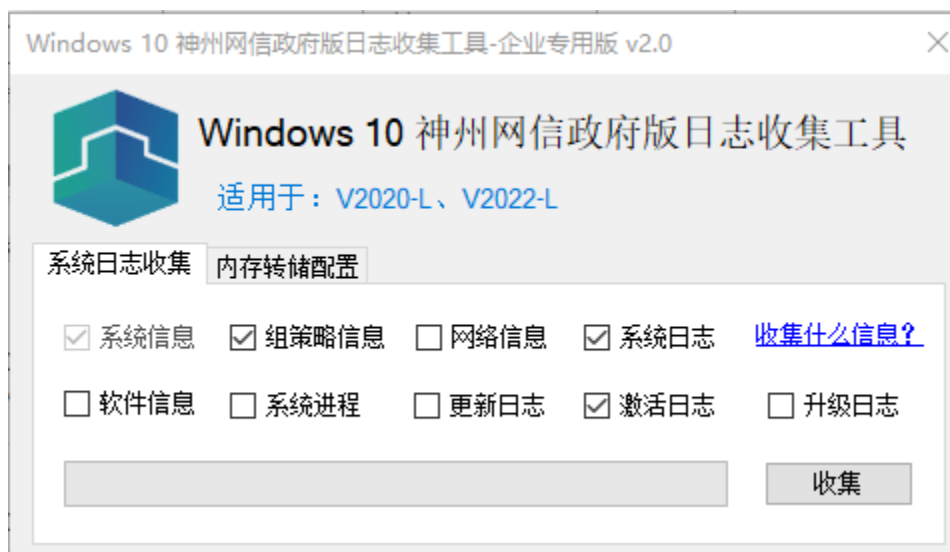 Windows 10 神州网信政府版日志收集工具-企业专用版 v2.0
Windows 10 神州网信政府版日志收集工具
适用于：V2020-L、V2022-L
系统日志收集 内存转储配置
系统信息 组策略信息 网络信息 系统日志 收集什么信息？
软件信息 系统进程 更新日志 激活日志 升级日志
收集